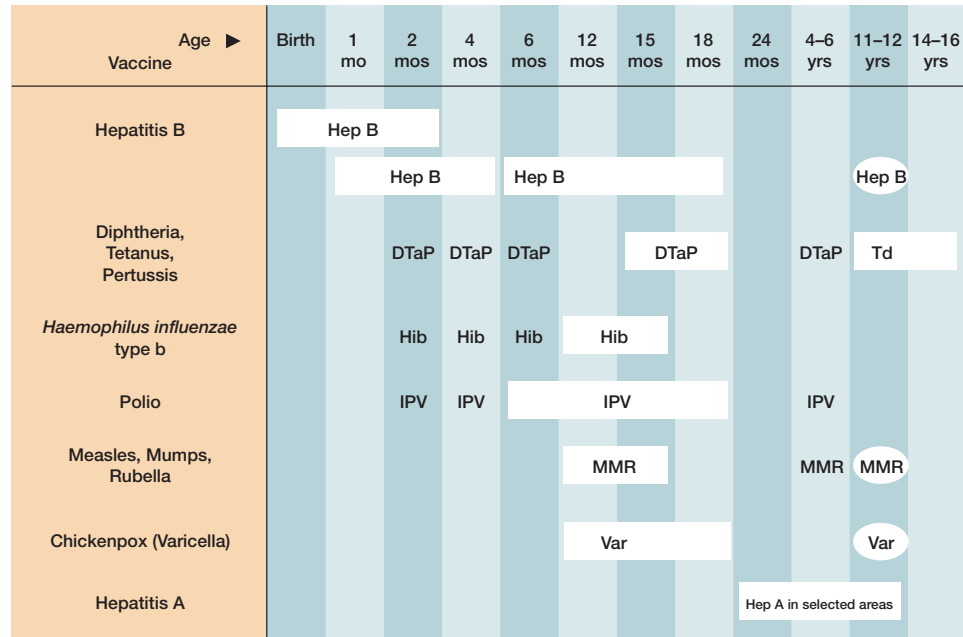 Age ▶
Vaccine
Birth
1
mo
2
mos
4
mos
6
mos
12
mos
15
mos
18
mos
24
mos
4–6
yrs
11–12
yrs
14–16
yrs
Hepatitis B
Hep B
Hep B
Hep B
Hep B
Diphtheria,
Tetanus,
Pertussis
DTaP
DTaP
DTaP
DTaP
DTaP
Td
Haemophilus influenzae
type b
Hib
Hib
Hib
Hib
Polio
IPV
IPV
IPV
IPV
Measles, Mumps,
Rubella
MMR
MMR
MMR
Chickenpox (Varicella)
Var
Var
Hepatitis A
Hep A in selected areas